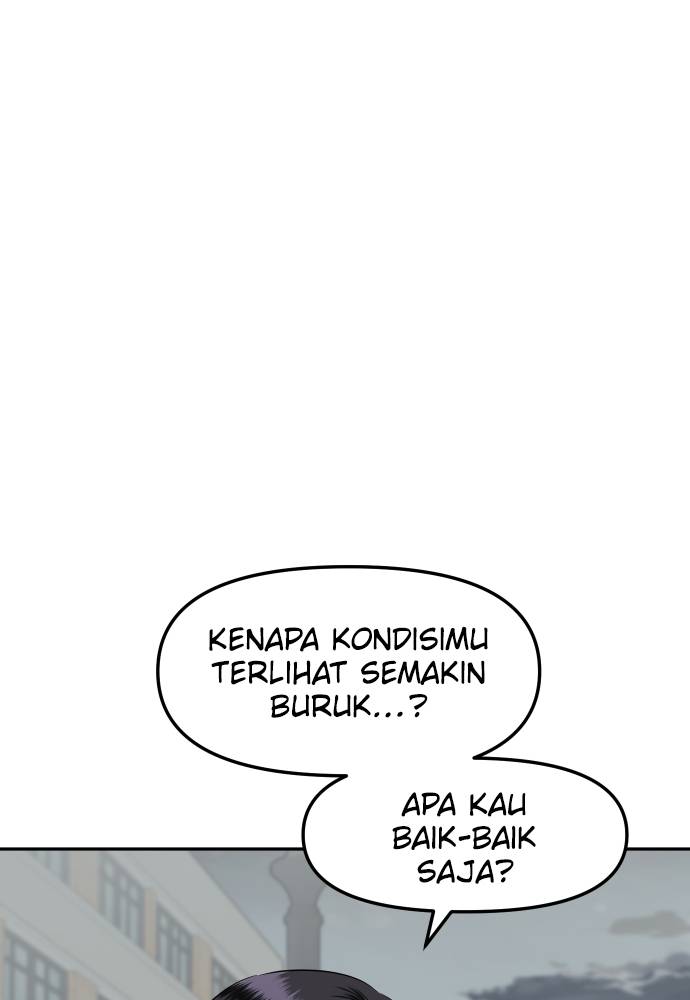 KENAPA KONDISIMU
TERLIHAT SEMAKIN
BURUK...?
APA KAU
BAIK-BAIK
SAJA?